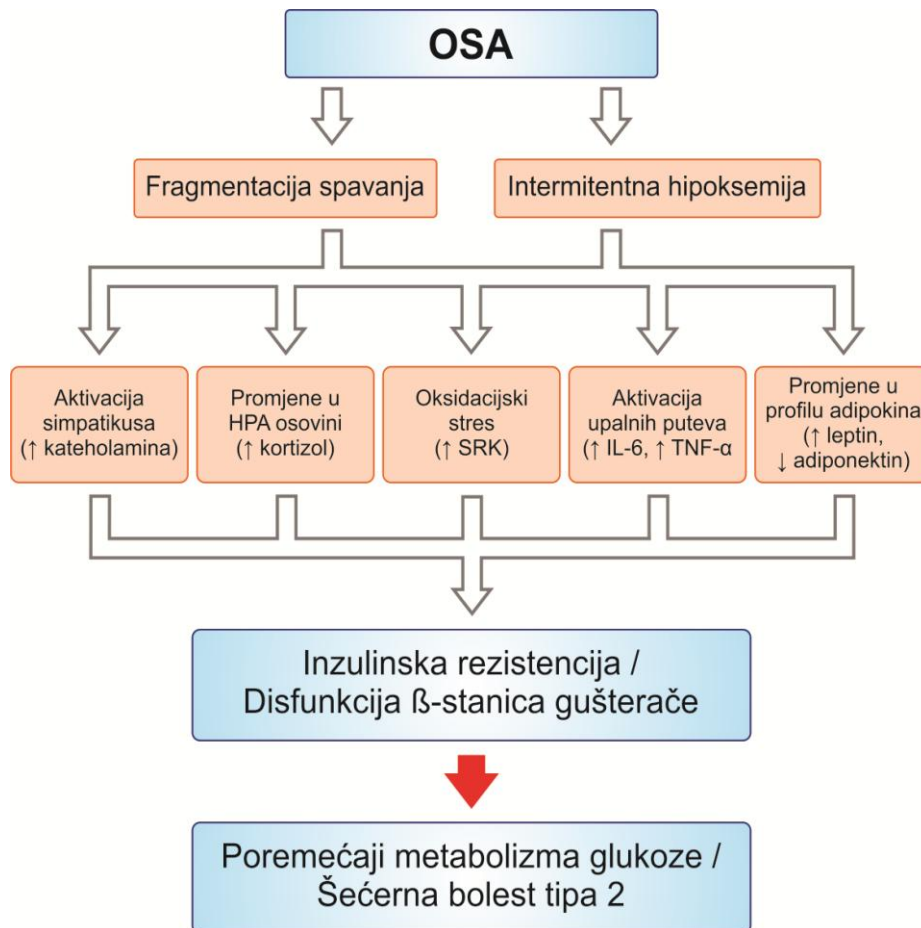 OSA
Fragmentacija spavanja
Intermitentna hipoksemija
Aktivacija
simpatikusa
(↑ kateholamina)
Promjene u
HPA osovini
(↑ kortizol)
Oksidacijski
stres
(↑ SRK)
Aktivacija
upalnih puteva
(↑ IL-6, ↑ TNF-α
Promjene u
profilu adipokina
(↑ leptin,
↓ adiponektin)
Inzulinska rezistencija /
Disfunkcija ß-stanica gušterače
Poremećaji metabolizma glukoze /
Šećerna bolest tipa 2